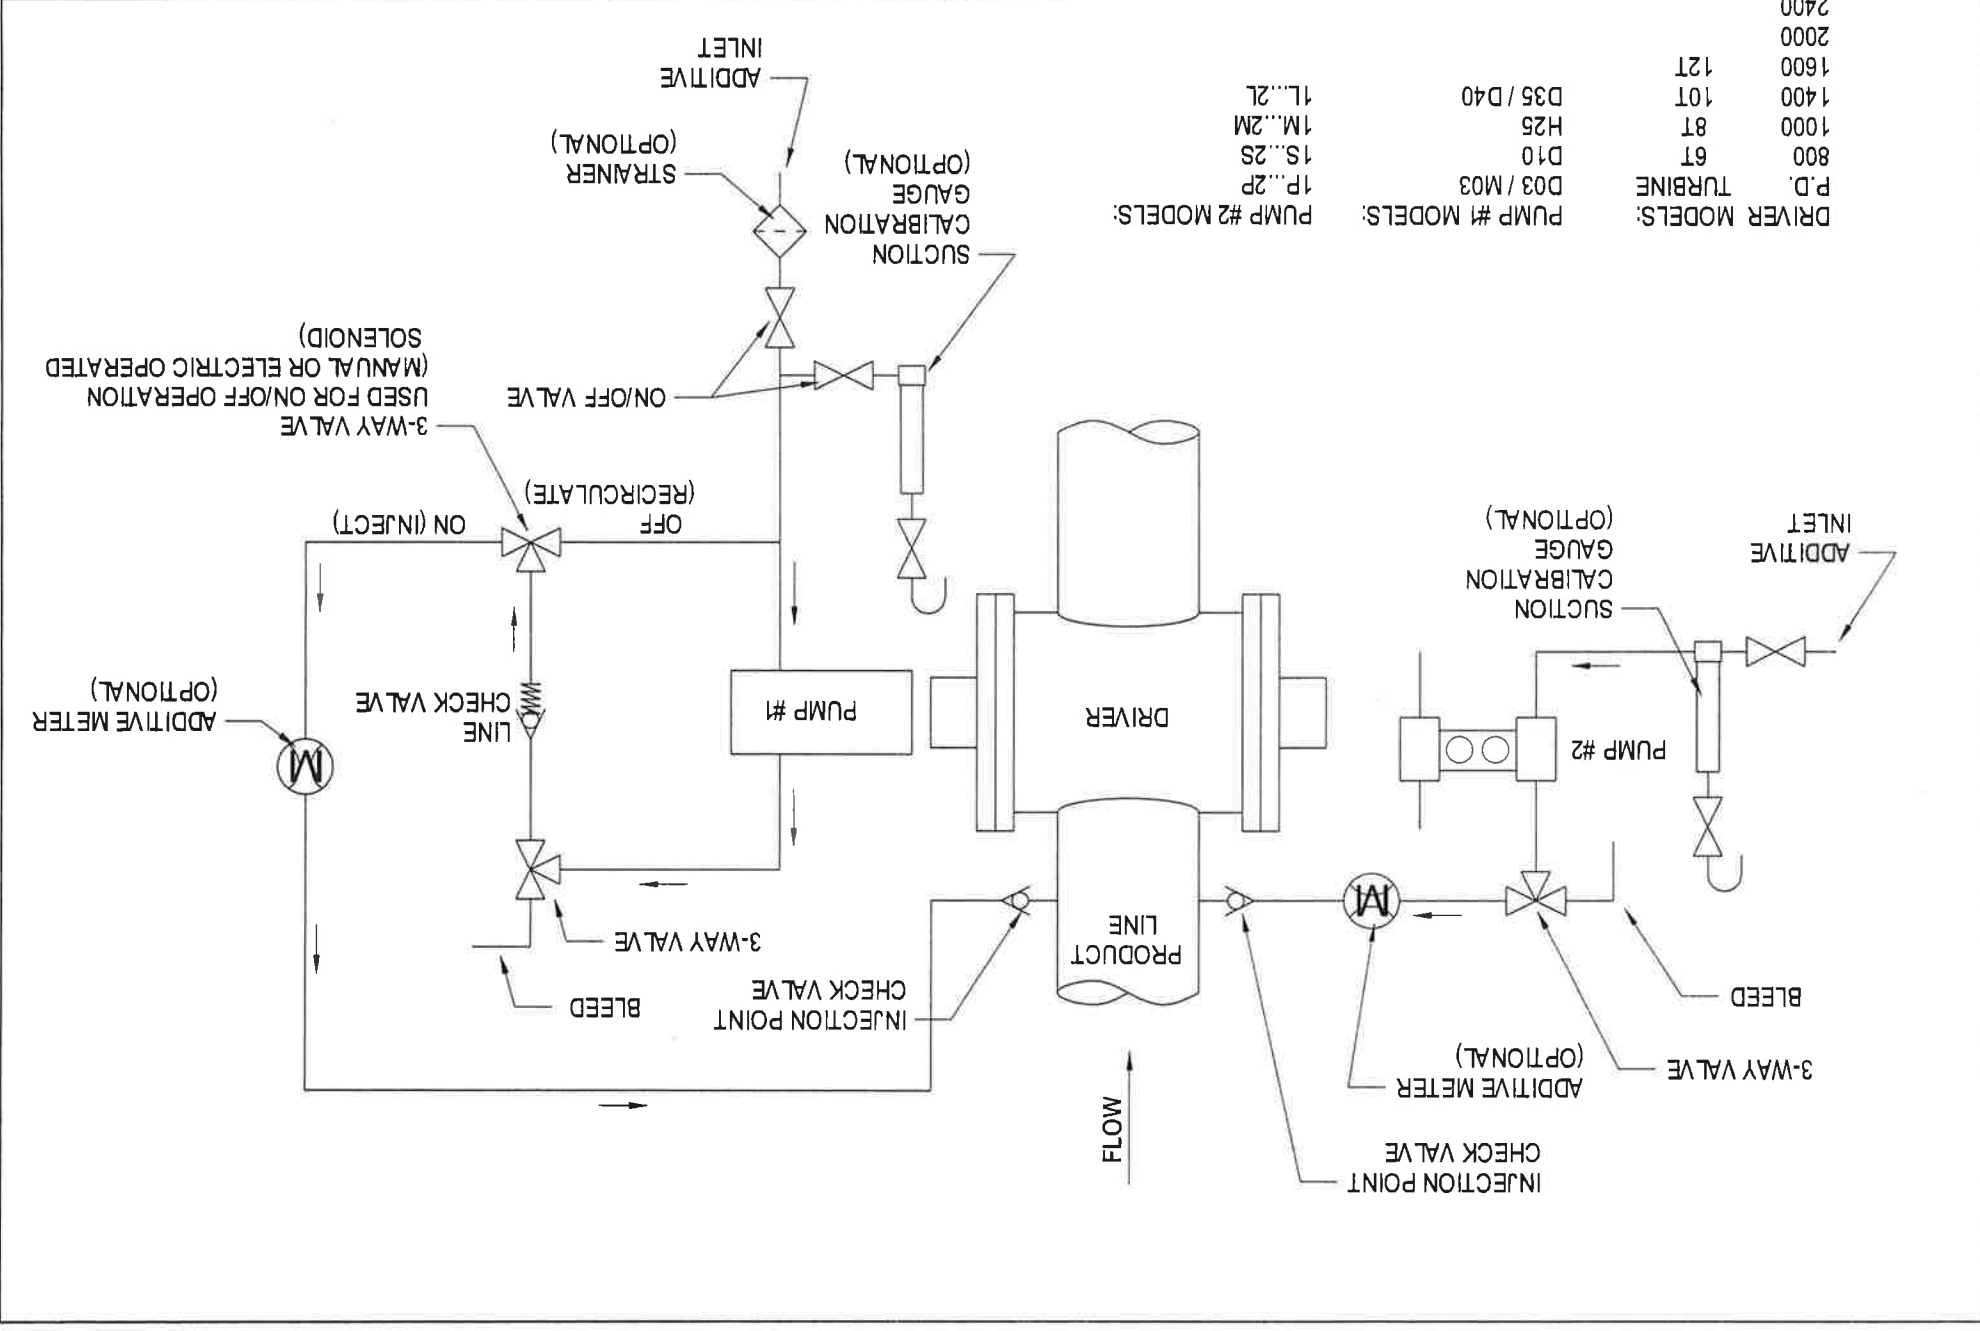 INJECTION POINT
CHECK VALVE
FLOW
ADDITIVE METER
(OPTIONAL)
3-WAY VALVE
BLEED
PRODUCT
LINE
INJECTION POINT
CHECK VALVE
BLEED
3-WAY VALVE
PUMP #2
DRIVER
PUMP #1
LINE
CHECK VALVE
ADDITIVE METER
(OPTIONAL)
M
M
SUCTION
CALIBRATION
GAUGE
(OPTIONAL)
ADDITIVE
INLET
OFF
(RECIRCULATE)
ON (INJECT)
3-WAY VALVE
USED FOR ON/OFF OPERATION
(MANUAL OR ELECTRIC OPERATED
SOLENOID)
ON/OFF VALVE
SUCTION
CALIBRATION
GAUGE
(OPTIONAL)
STRAINER
(OPTIONAL)
ADDITIVE
INLET
DRIVER MODELS: PUMP #1 MODELS: PUMP #2 MODELS:
P.D. TURBINE D03 / M03 1P...2P
800 6T D10 1S...2S
1000 8T H25 1M...2M
1400 10T D35 / D40 1L...2L
1600 12T
2000
2400